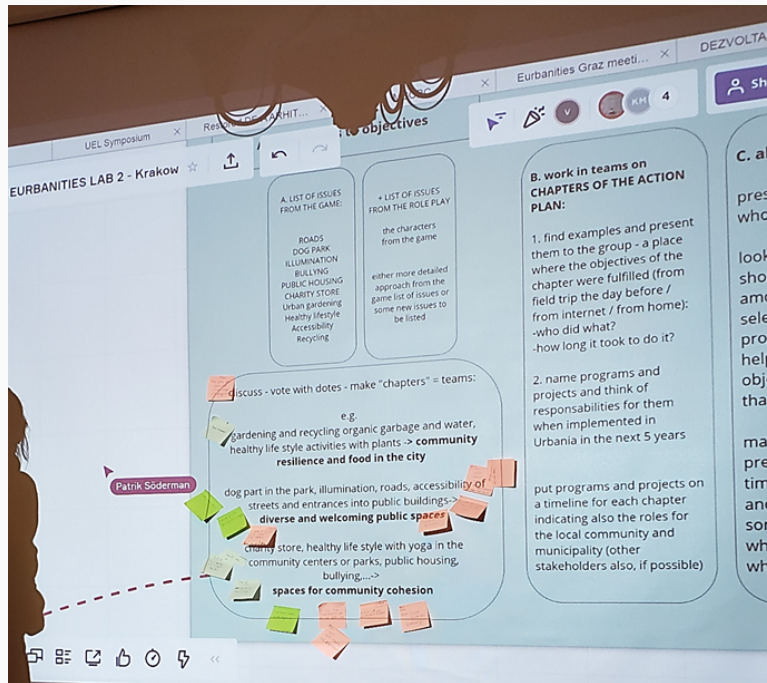 Eurbanities Graz meeti...
DEZVOLTA
UEL Symposium
EURBANITIES LAB 2 - Krakow
V
KM
4
Sh
objectives
A. LIST OF ISSUES
FROM THE GAME:
ROADS
DOG PARK
ILLUMINATION
BULLYNG
PUBLIC HOUSING
CHARITY STORE
Urban gardening
Healthy lifestyle
Accessibility
Recycling
+ LIST OF ISSUES
FROM THE ROLE PLAY
the characters
from the game
either more detailed
approach from the
game list of issues or
some new issues to
be listed
discuss - vote with dotes - make "chapters" = teams:
e.g.
gardening and recycling organic garbage and water,
healthy life style activities with plants -> community
resilience and food in the city
dog part in the park, illumination, roads, accessibility of
streets and entrances into public buildings->
diverse and welcoming public spaces
store, healthy life style with yoga in the
community centers or parks, public housing,
bullying,...->
spaces for community cohesion
Patrik Söderman
B. work in teams on
CHAPTERS OF THE ACTION
PLAN:
1. find examples and present
them to the group - a place
where the objectives of the
chapter were fulfilled (from
field trip the day before /
from internet / from home):
-who did what?
-how long it took to do it?
2. name programs and
projects and think of
responsabilities for them
when implemented in
Urbania in the next 5 years
put programs and projects on
a timeline for each chapter
indicating also the roles for
the local community and
municipality (other
stakeholders also, if possible)
C. al
pres
who
look
sho
amo
sele
pro
help
obj
tha
ma
pre
tim
and
son
wh
wh